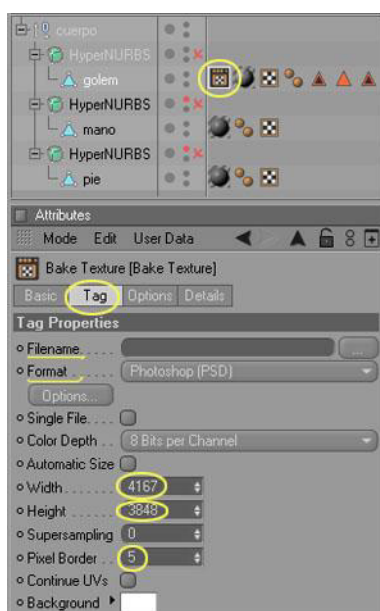 cuerpo
HyperNURBS
golem
HyperNURBS
mano
HyperNURBS
pie
Attributes
Mode Edit User Data
Bake Texture [Bake Texture]
Basic Tag Options Details
Tag Properties
Filename. . . . ...
Format . . . . . Photoshop (PSD)
Options...
Single File. . . .
Color Depth . . 8 Bits per Channel
Automatic Size
Width . . . . . . . 4167
Height . . . . . . 3848
Supersampling 0
Pixel Border . . 5
Continue UVs
Background